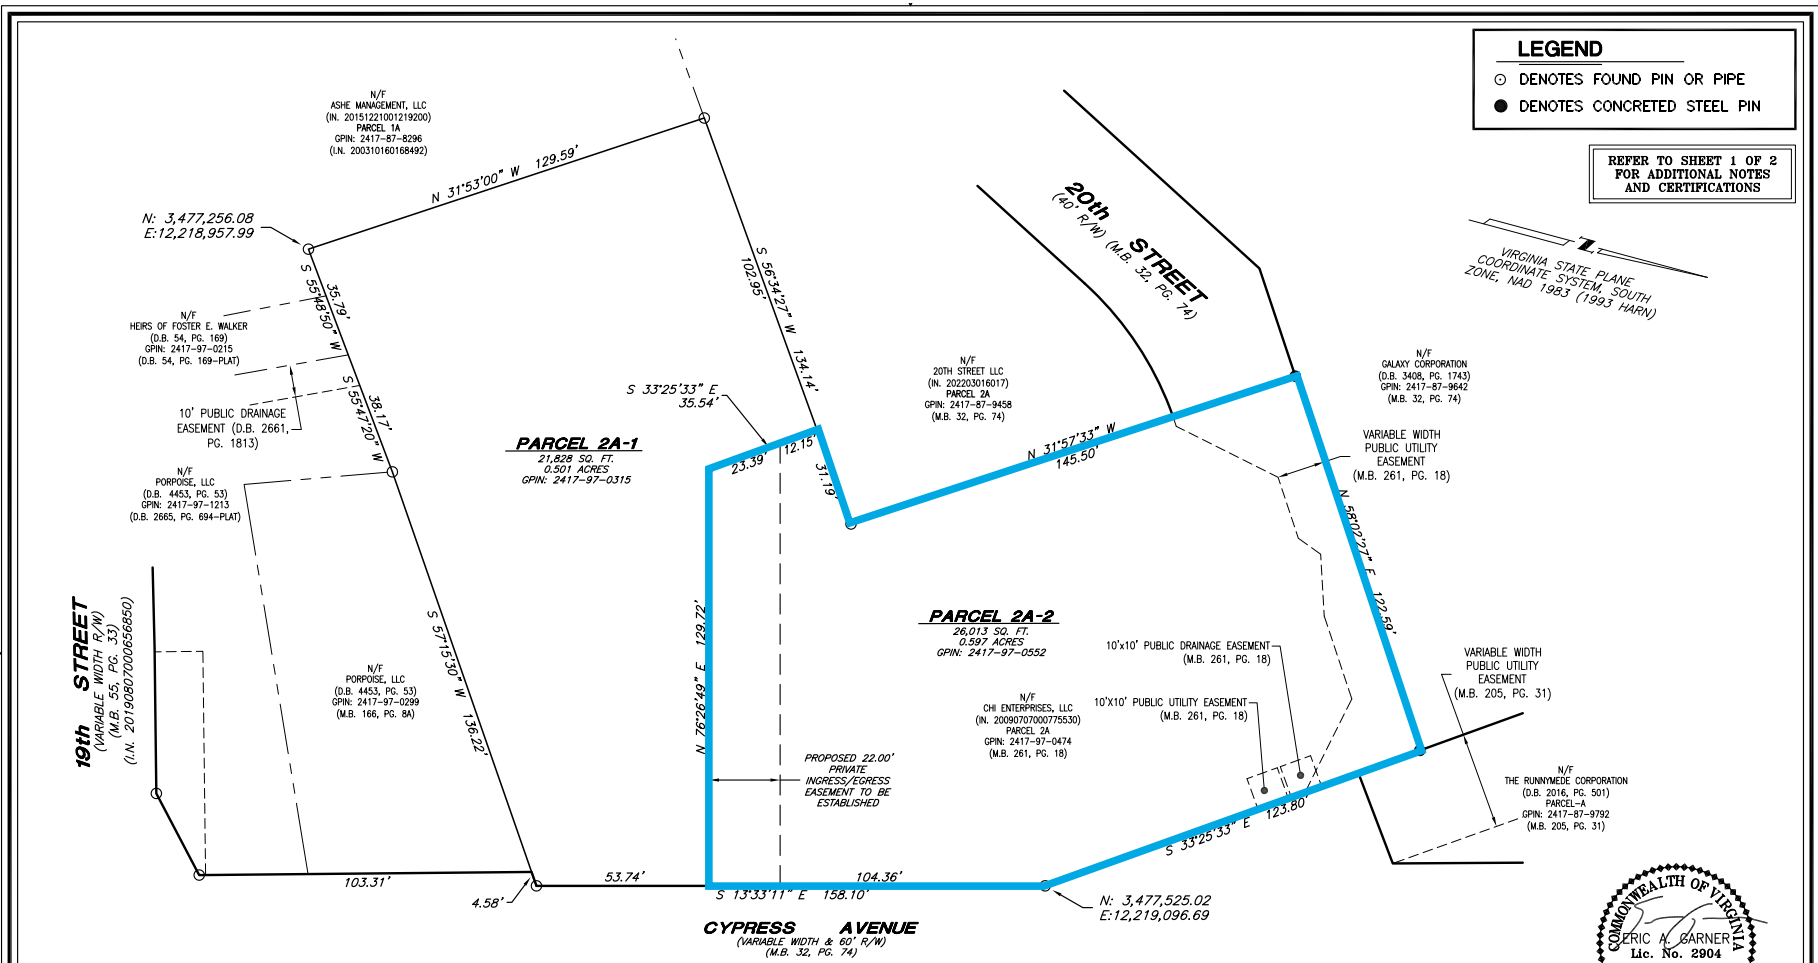 LEGEND
DENOTES FOUND PIN OR PIPE
DENOTES CONCRETED STEEL PIN
REFER TO SHEET 1 OF 2
FOR ADDITIONAL NOTES
AND CERTIFICATIONS
Z
VIRGINIA STATE PLANE
COORDINATE SYSTEM, SOUTH
ZONE, NAD 1983 (1993 HARN)
N/F
ASHE MANAGEMENT, LLC
(IN. 20151221001219200)
PARCEL 1A
GPIN: 2417-87-8296
(I.N. 200310160168492)
N 31°53'00" W 129.59'
N: 3,477,256.08
E:12,218,957.99
S 55°48'50" W
35.79'
N/F
HEIRS OF FOSTER E. WALKER
(D.B. 54, PG. 169)
GPIN: 2417-97-0215
(D.B. 54, PG. 169-PLAT)
S 55°47'20" W
38.17'
10' PUBLIC DRAINAGE
EASEMENT (D.B. 2661,
PG. 1813)
N/F
PORPOISE, LLC
(D.B. 4453, PG. 53)
GPIN: 2417-97-1213
(D.B. 2665, PG. 694-PLAT)
S 56°34'27" W 134.14'
102.95'
20th STREET
(40' R/W) (M.B. 32, PG. 74)
S 33°25'33" E
35.54'
23.39'
12.15'
31.19'
PARCEL 2A-1
21,828 SQ. FT.
0.501 ACRES
GPIN: 2417-97-0315
N/F
20TH STREET LLC
(IN. 202203016017)
PARCEL 2A
GPIN: 2417-87-9458
(M.B. 32, PG. 74)
N 31°57'33" W
145.50'
N/F
GALAXY CORPORATION
(D.B. 3408, PG. 1743)
GPIN: 2417-87-9642
(M.B. 32, PG. 74)
VARIABLE WIDTH
PUBLIC UTILITY
EASEMENT
(M.B. 261, PG. 18)
N 58°02'27" E 122.59'
19th STREET
(VARIABLE WIDTH R/W)
(M.B. 55, PG. 33)
(I.N. 20190807000656850)
N/F
PORPOISE, LLC
(D.B. 4453, PG. 53)
GPIN: 2417-97-0299
(M.B. 166, PG. 8A)
S 57°15'30" W 136.22'
N 76°26'49" E 129.72'
PARCEL 2A-2
26,013 SQ. FT.
0.597 ACRES
GPIN: 2417-97-0552
10'x10' PUBLIC DRAINAGE EASEMENT
(M.B. 261, PG. 18)
10'X10' PUBLIC UTILITY EASEMENT
(M.B. 261, PG. 18)
N/F
CHI ENTERPRISES, LLC
(IN. 20090707000775530)
PARCEL 2A
GPIN: 2417-97-0474
(M.B. 261, PG. 18)
PROPOSED 22.00'
PRIVATE
INGRESS/EGRESS
EASEMENT TO BE
ESTABLISHED
VARIABLE WIDTH
PUBLIC UTILITY
EASEMENT
(M.B. 205, PG. 31)
N/F
THE RUNNYMEDE CORPORATION
(D.B. 2016, PG. 501)
PARCEL-A
GPIN: 2417-87-9792
(M.B. 205, PG. 31)
S 33°25'33" E 123.80'
103.31'
4.58'
53.74'
104.36'
S 13°33'11" E 158.10'
N: 3,477,525.02
E:12,219,096.69
CYPRESS AVENUE
(VARIABLE WIDTH & 60' R/W)
(M.B. 32, PG. 74)
COMMONWEALTH OF VIRGINIA
ERIC A. GARNER
Lic. No. 2904